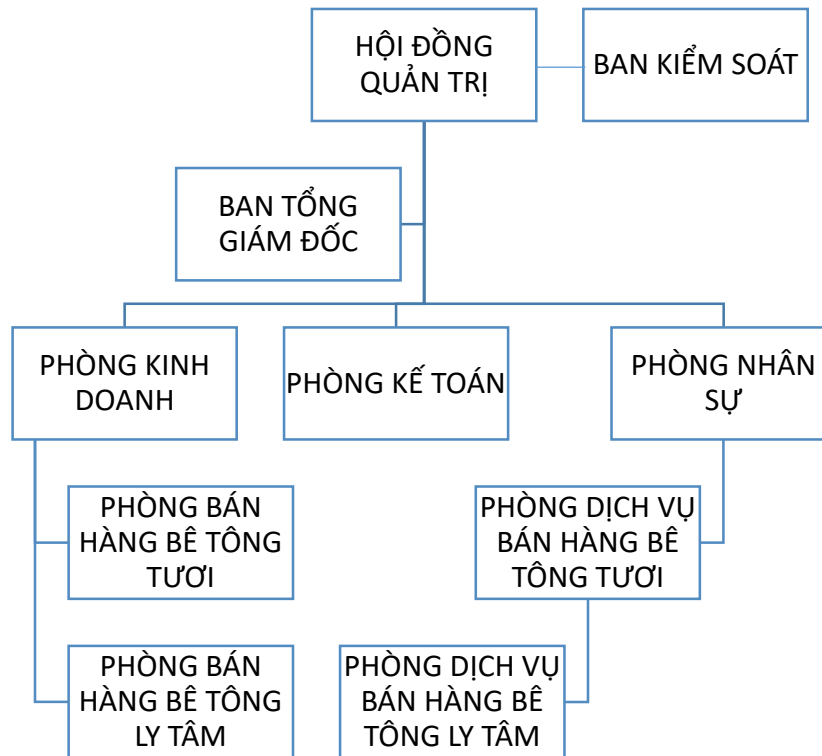 HỘI ĐỒNG
QUẢN TRỊ
BAN KIỂM SOÁT
BAN TỔNG
GIÁM ĐỐC
PHÒNG KINH
DOANH
PHÒNG KẾ TOÁN
PHÒNG NHÂN
SỰ
PHÒNG BÁN
HÀNG BÊ TÔNG
TƯƠI
PHÒNG DỊCH VỤ
BÁN HÀNG BÊ
TÔNG TƯƠI
PHÒNG BÁN
HÀNG BÊ TÔNG
LY TÂM
PHÒNG DỊCH VỤ
BÁN HÀNG BÊ
TÔNG LY TÂM